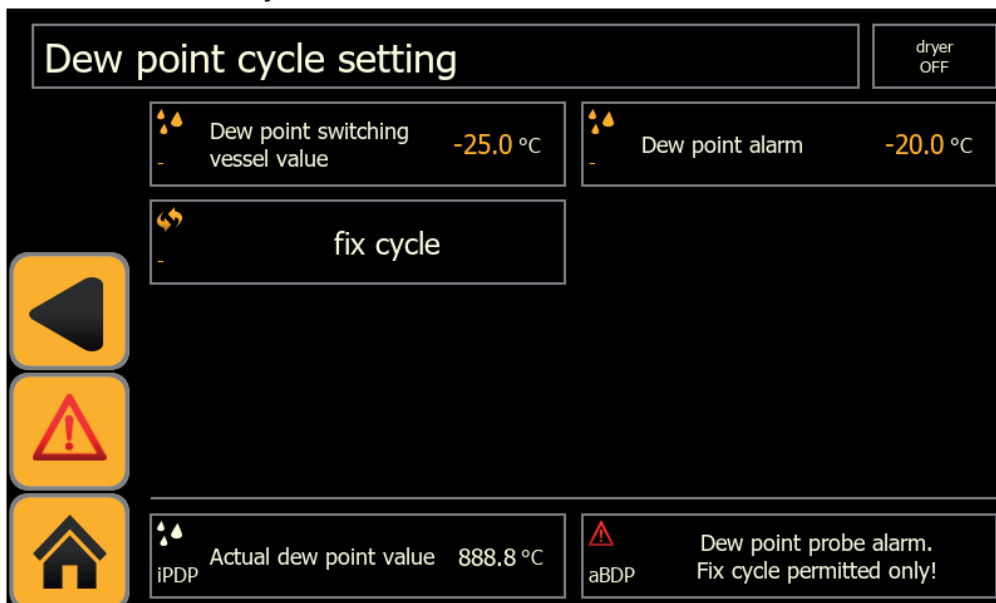 Dew point cycle setting
dryer
OFF
Dew point switching
vessel value
-25.0 °C
-
Dew point alarm
-20.0 °C
-
fix cycle
-
iPDP
Actual dew point value
888.8 °C
aBDP
Dew point probe alarm.
Fix cycle permitted only!